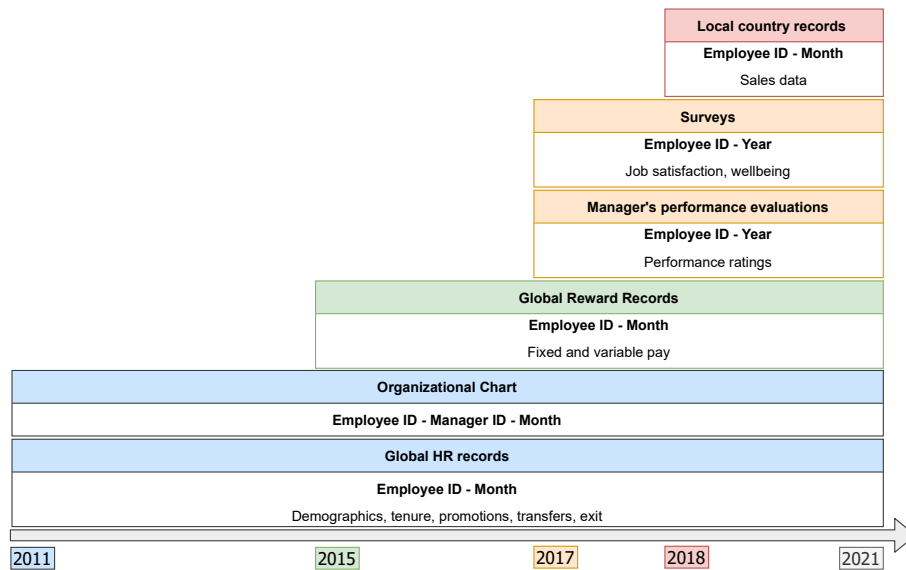 Local country records
Employee ID - Month
Sales data
Surveys
Employee ID - Year
Job satisfaction, wellbeing
Manager's performance evaluations
Employee ID - Year
Performance ratings
Global Reward Records
Employee ID - Month
Fixed and variable pay
Organizational Chart
Employee ID - Manager ID - Month
Global HR records
Employee ID - Month
Demographics, tenure, promotions, transfers, exit
2011 2015 2017 2018 2021